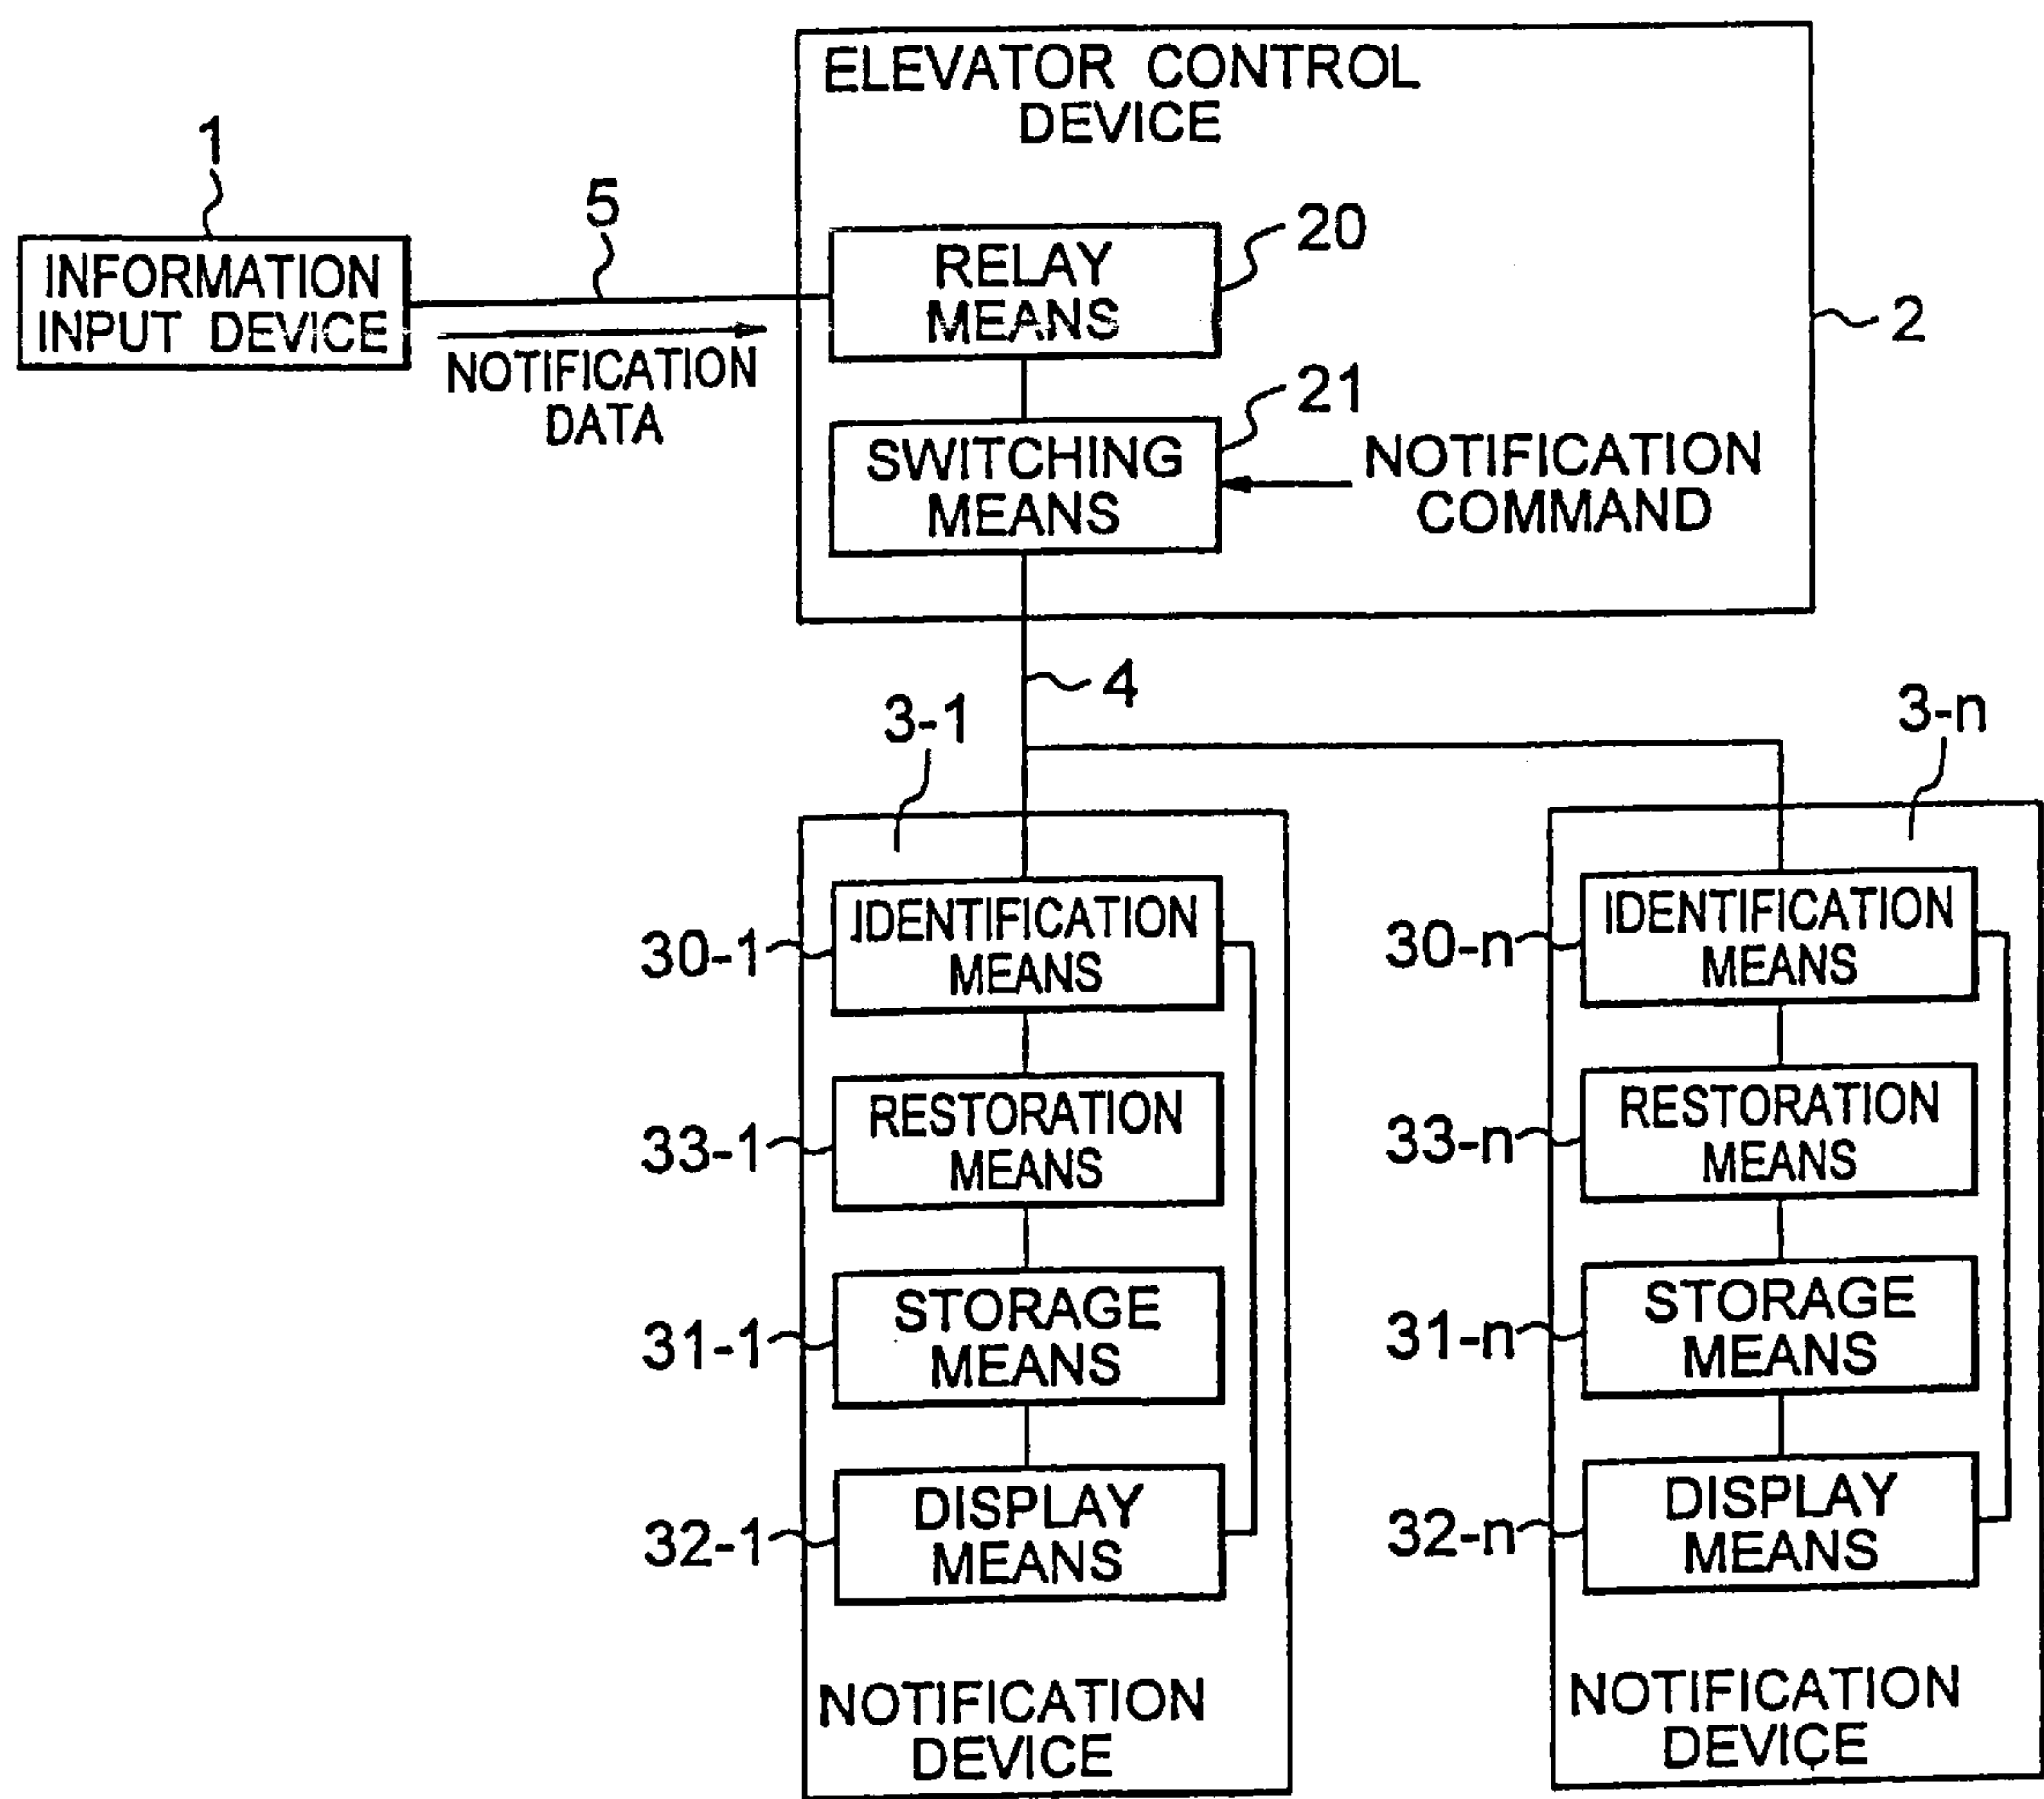 ELEVATOR CONTROL
DEVICE
1
INFORMATION
INPUT DEVICE
5
NOTIFICATION
DATA
RELAY
MEANS
20
2
SWITCHING
MEANS
21
NOTIFICATION
COMMAND
4
3-1
IDENTIFICATION
MEANS
30-1
RESTORATION
MEANS
33-1
STORAGE
MEANS
31-1
DISPLAY
MEANS
32-1
NOTIFICATION
DEVICE
3-n
IDENTIFICATION
MEANS
30-n
RESTORATION
MEANS
33-n
STORAGE
MEANS
31-n
DISPLAY
MEANS
32-n
NOTIFICATION
DEVICE